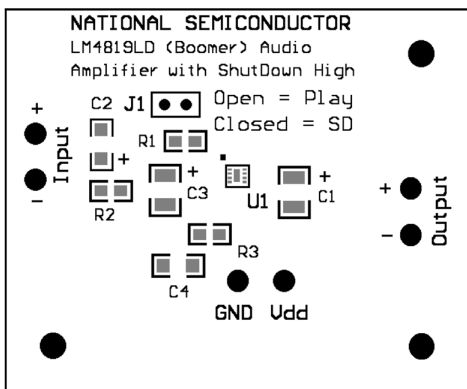 NATIONAL SEMICONDUCTOR
LM4819LD (Boomer) Audio
Amplifier with ShutDown High
C2 J1 Open = Play
Closed = SD
+
Input
-
R1
+
R2
+
C3
U1
+
C1
+
Output
-
R3
C4
GND Vdd